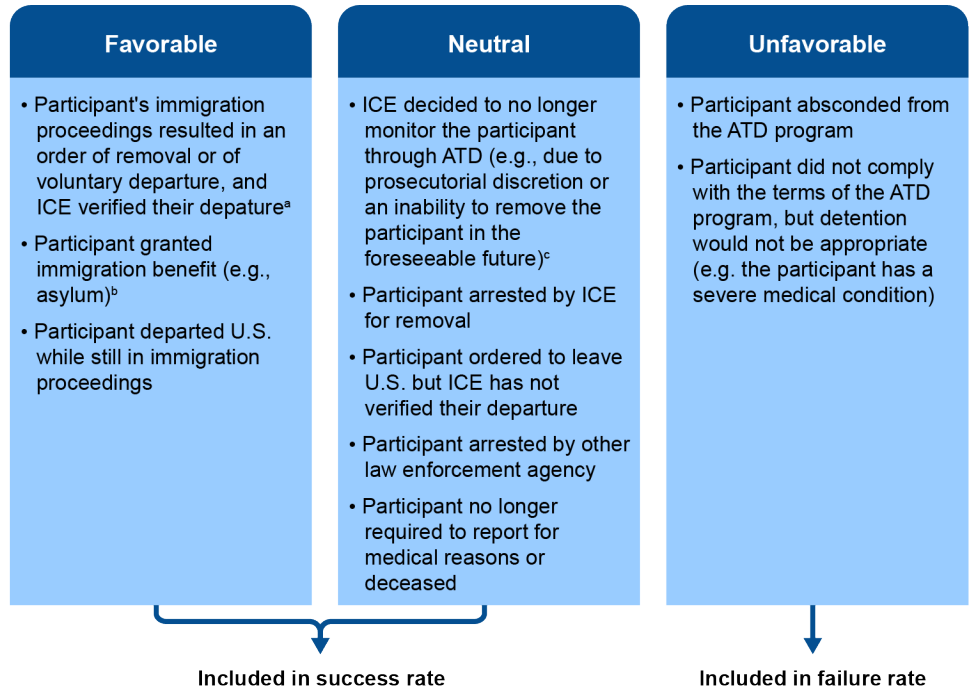 Favorable
• Participant's immigration
proceedings resulted in an
order of removal or of
voluntary departure, and
ICE verified their depatureᵃ
• Participant granted
immigration benefit (e.g.,
asylum)ᵇ
• Participant departed U.S.
while still in immigration
proceedings
Neutral
• ICE decided to no longer
monitor the participant
through ATD (e.g., due to
prosecutorial discretion or
an inability to remove the
participant in the
foreseeable future)ᶜ
• Participant arrested by ICE
for removal
• Participant ordered to leave
U.S. but ICE has not
verified their departure
• Participant arrested by other
law enforcement agency
• Participant no longer
required to report for
medical reasons or
deceased
Unfavorable
• Participant absconded from
the ATD program
• Participant did not comply
with the terms of the ATD
program, but detention
would not be appropriate
(e.g. the participant has a
severe medical condition)
Included in success rate
Included in failure rate